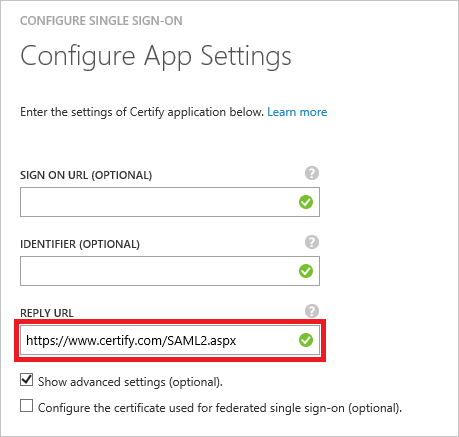 CONFIGURE SINGLE SIGN-ON
Configure App Settings
Enter the settings of Certify application below. Learn more
SIGN ON URL (OPTIONAL)
?
IDENTIFIER (OPTIONAL)
?
REPLY URL
?
https://www.certify.com/SAML2.aspx
Show advanced settings (optional).
Configure the certificate used for federated single sign-on (optional).